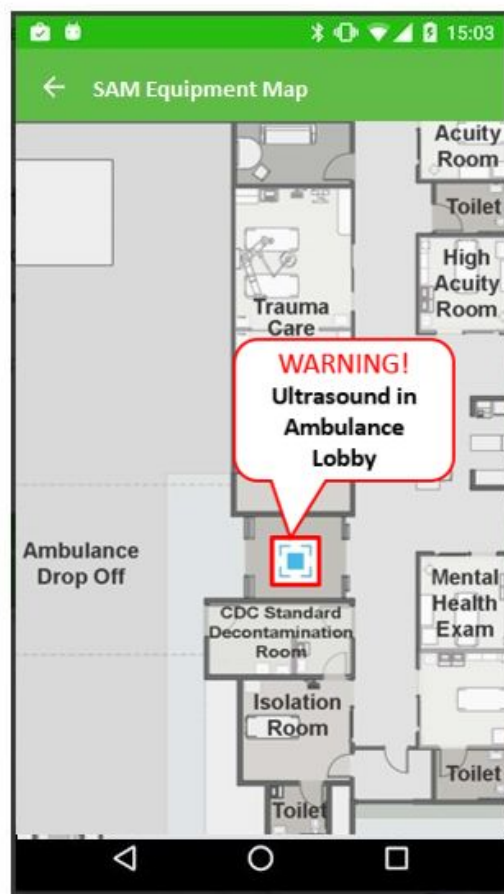 15:03
SAM Equipment Map
Acuity
Room
Toilet
High
Acuity
Room
Trauma
Care
WARNING!
Ultrasound in
Ambulance
Lobby
Ambulance
Drop Off
Mental
Health
Exam
CDC Standard
Decontamination
Room
Isolation
Room
Toilet
Toilet